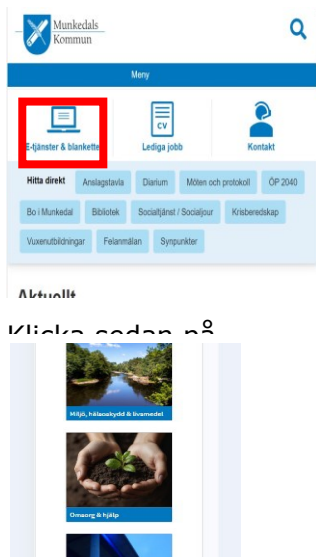 Munkedals
Kommun
Meny
E-tjänster & blankette
Lediga jobb
Kontakt
CV
Hitta direkt
Anslagstavla
Diarium
Möten och protokoll
ÖP 2040
Bo i Munkedal
Bibliotek
Socialtjänst / Socialjour
Krisberedskap
Vuxenutbildningar
Felanmälan
Synpunkter
Aktuellt
Klicka sedan på
Miljö, hälsoskydd & livsmedel
Omsorg & hjälp